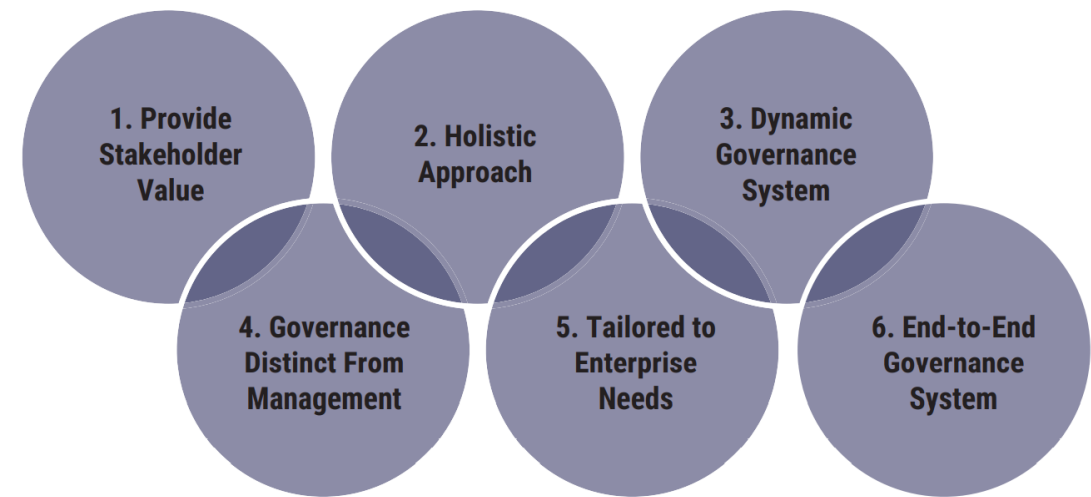 1. Provide
Stakeholder
Value
2. Holistic
Approach
3. Dynamic
Governance
System
4. Governance
Distinct From
Management
5. Tailored to
Enterprise
Needs
6. End-to-End
Governance
System